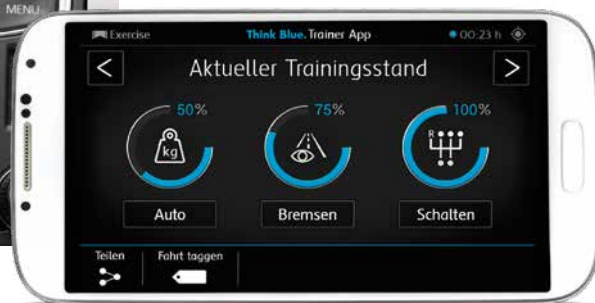 MENU
Exercise
Think Blue. Trainer App
00:23 h
<
Aktueller Trainingsstand
>
50%
75%
100%
kg
R
Auto
Bremsen
Schalten
Teilen
Fahrt taggen